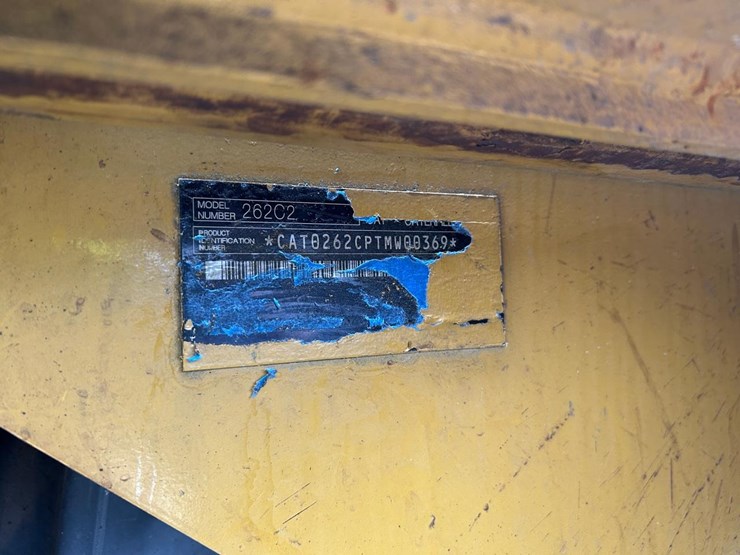 MODEL
NUMBER 262C2
PRODUCT
IDENTIFICATION *CAT0262CPTMW00369*
NUMBER